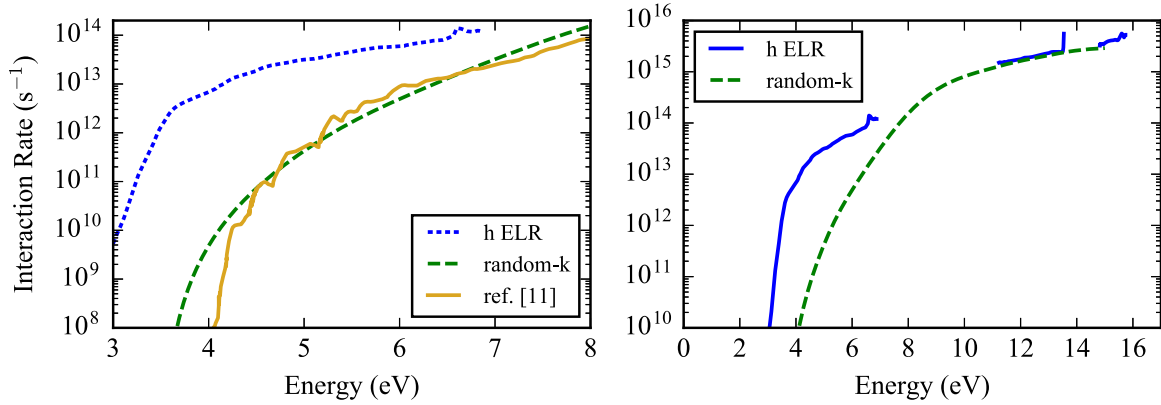 Interaction Rate (s⁻¹)
10¹⁴
10¹³
10¹²
10¹¹
10¹⁰
10⁹
10⁸
h ELR
random-k
ref. [11]
3 4 5 6 7 8
Energy (eV)
10¹⁶
10¹⁵
10¹⁴
10¹³
10¹²
10¹¹
10¹⁰
h ELR
random-k
0 2 4 6 8 10 12 14 16
Energy (eV)